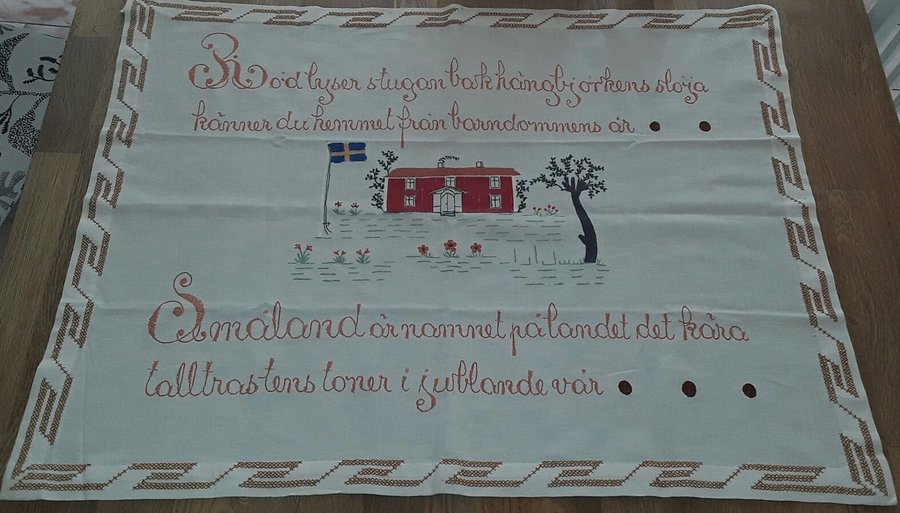 Röd lyser stugan bak hängbjörkens slöja
känner du hemmet från barndommens år . .
Småland är namnet på landet det kära
talltrastens toner i jublande vår . . .